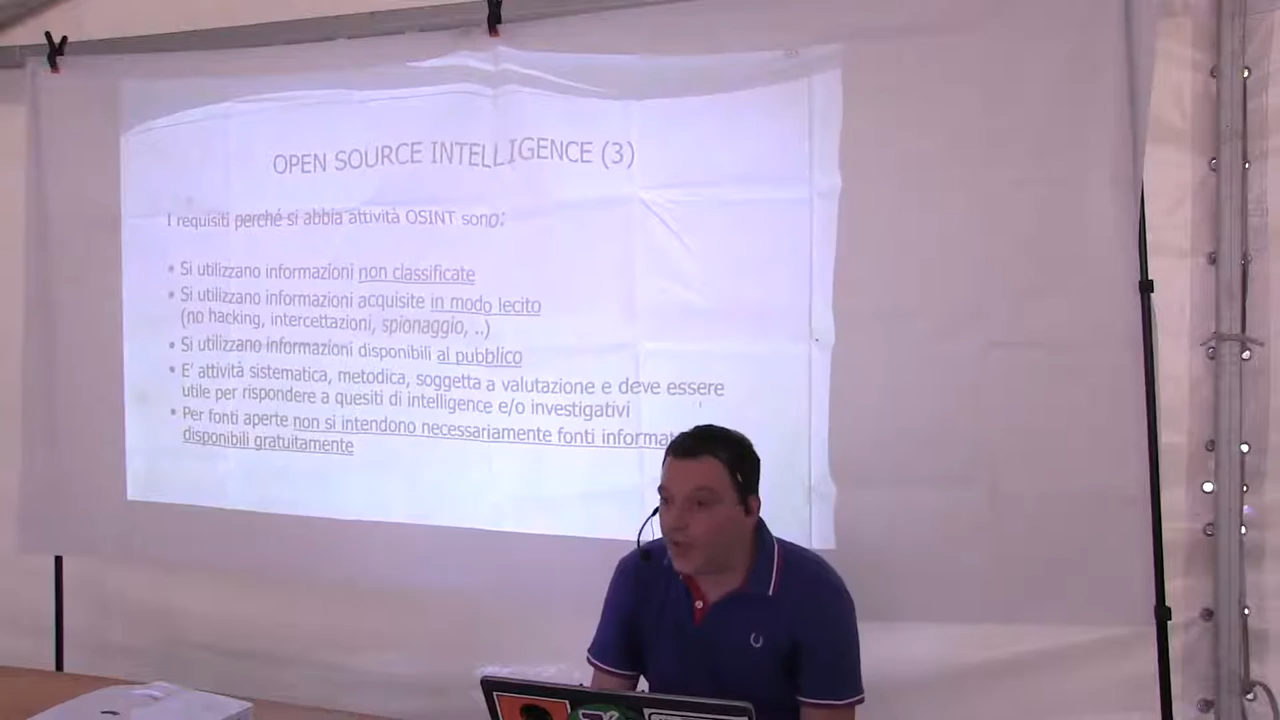 OPEN SOURCE INTELLIGENCE (3)
I requisiti perché si abbia attività OSINT sono:
• Si utilizzano informazioni non classificate
• Si utilizzano informazioni acquisite in modo lecito
(no hacking, intercettazioni, spionaggio, ..)
• Si utilizzano informazioni disponibili al pubblico
• E' attività sistematica, metodica, soggetta a valutazione e deve essere
utile per rispondere a quesiti di intelligence e/o investigativi
• Per fonti aperte non si intendono necessariamente fonti
disponibili gratuitamente